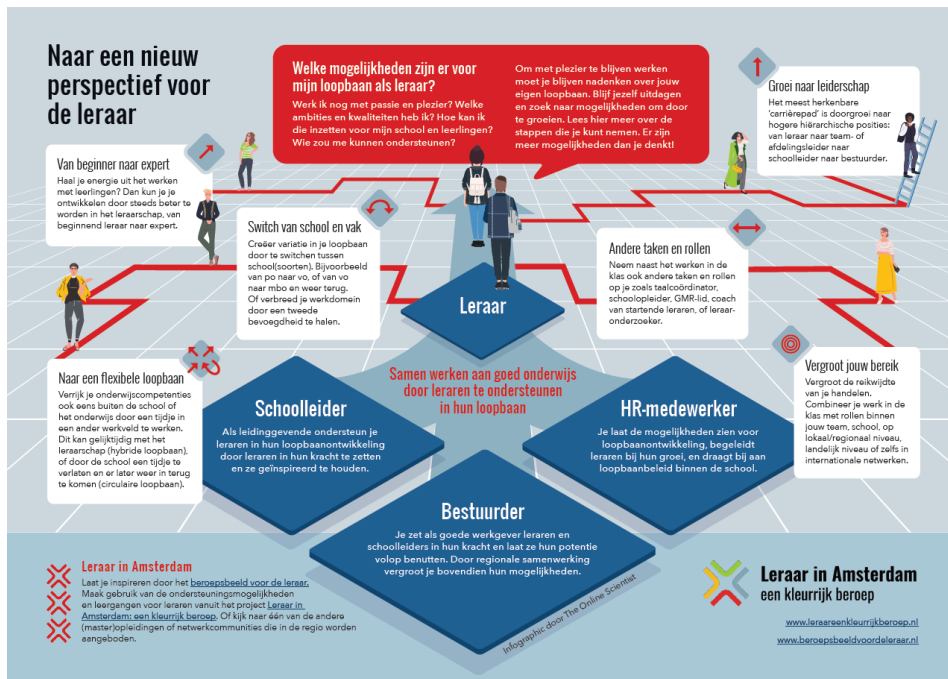 Naar een nieuw
perspectief voor
de leraar
Welke mogelijkheden zijn er voor
mijn loopbaan als leraar?
Werk ik nog met passie en plezier? Welke
ambities en kwaliteiten heb ik? Hoe kan ik
die inzetten voor mijn school en leerlingen?
Wie zou me kunnen ondersteunen?
Om met plezier te blijven werken
moet je blijven nadenken over jouw
eigen loopbaan. Blijf jezelf uitdagen
en zoek naar mogelijkheden om door
te groeien. Lees hier meer over de
stappen die je kunt nemen. Er zijn
meer mogelijkheden dan je denkt!
Groei naar leiderschap
Het meest herkenbare
'carrièrepad' is doorgroei naar
hogere hiërarchische posities:
van leraar naar team- of
afdelingsleider naar
schoolleider naar bestuurder.
Van beginner naar expert
Haal je energie uit het werken
met leerlingen? Dan kun je je
ontwikkelen door steeds beter te
worden in het leraarschap, van
beginnend leraar naar expert.
Switch van school en vak
Creëer variatie in je loopbaan
door te switchen tussen
school(soorten). Bijvoorbeeld
van po naar vo, of van vo
naar mbo en weer terug.
Of verbreed je werkdomein
door een tweede
bevoegdheid te halen.
Andere taken en rollen
Neem naast het werken in de
klas ook andere taken en rollen
op je zoals taalcoördinator,
schoolopleider, GMR-lid, coach
van startende leraren, of leraar-
onderzoeker.
Leraar
Naar een flexibele loopbaan
Verrijk je onderwijscompetenties
ook eens buiten de school of
het onderwijs door een tijdje in
een ander werkveld te werken.
Dit kan gelijktijdig met het
leraarschap (hybride loopbaan),
of door de school een tijdje te
verlaten en er later weer in terug
te komen (circulaire loopbaan).
Samen werken aan goed onderwijs
door leraren te ondersteunen
in hun loopbaan
Vergroot jouw bereik
Vergroot de reikwijdte
van je handelen.
Combineer je werk in de
klas met rollen binnen
jouw team, school, op
lokaal/regionaal niveau,
landelijk niveau of zelfs in
internationale netwerken.
Schoolleider
Als leidinggevende ondersteun je
leraren in hun loopbaanontwikkeling
door leraren in hun kracht te zetten
en ze geïnspireerd te houden.
HR-medewerker
Je laat de mogelijkheden zien voor
loopbaanontwikkeling, begeleidt
leraren bij hun groei, en draagt bij aan
loopbaanbeleid binnen de school.
Bestuurder
Je zet als goede werkgever leraren en
schoolleiders in hun kracht en laat ze hun potentie
volop benutten. Door regionale samenwerking
vergroot je bovendien hun mogelijkheden.
Infographic door The Online Scientist
Leraar in Amsterdam
Laat je inspireren door het beroepsbeeld voor de leraar.
Maak gebruik van de ondersteuningsmogelijkheden
en leergangen voor leraren vanuit het project Leraar in
Amsterdam: een kleurrijk beroep. Of kijk naar één van de andere
(master)opleidingen of netwerkcommunities die in de regio worden
aangeboden.
Leraar in Amsterdam
een kleurrijk beroep
www.leraareenkleurrijkberoep.nl
www.beroepsbeeldvoordeleraar.nl